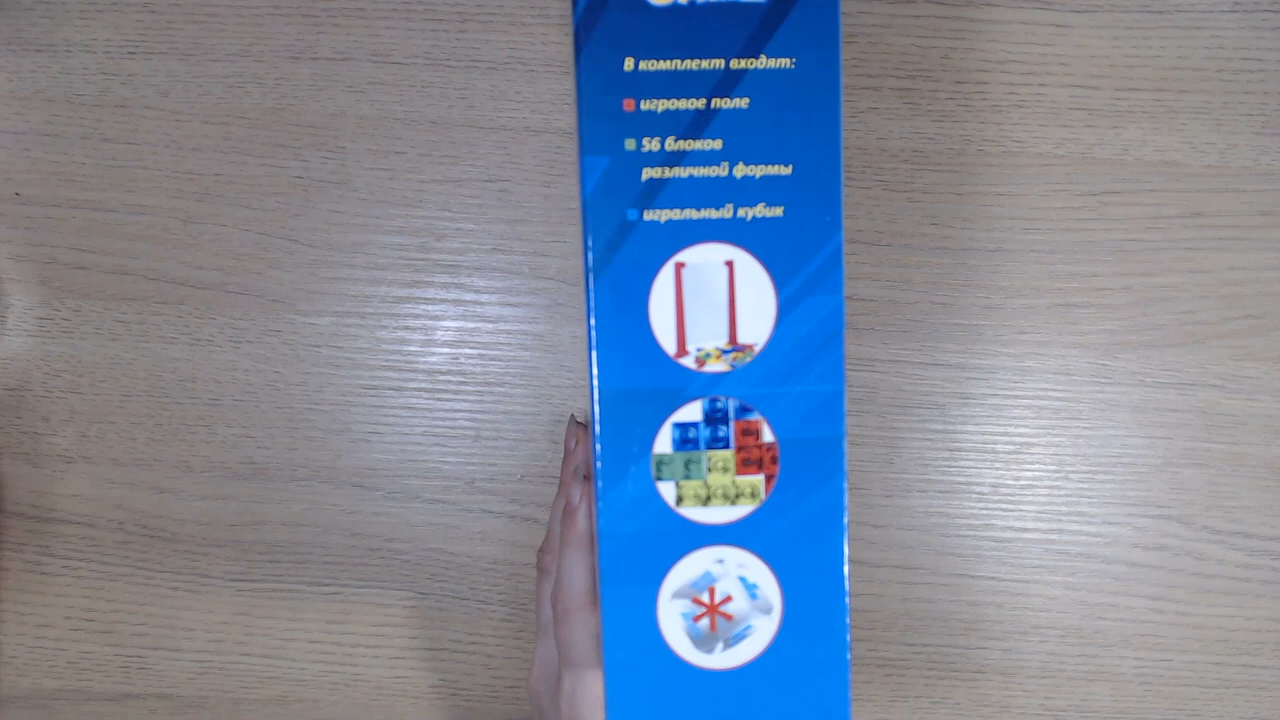 В комплект входят:
игровое поле
56 блоков
различной формы
игральный кубик